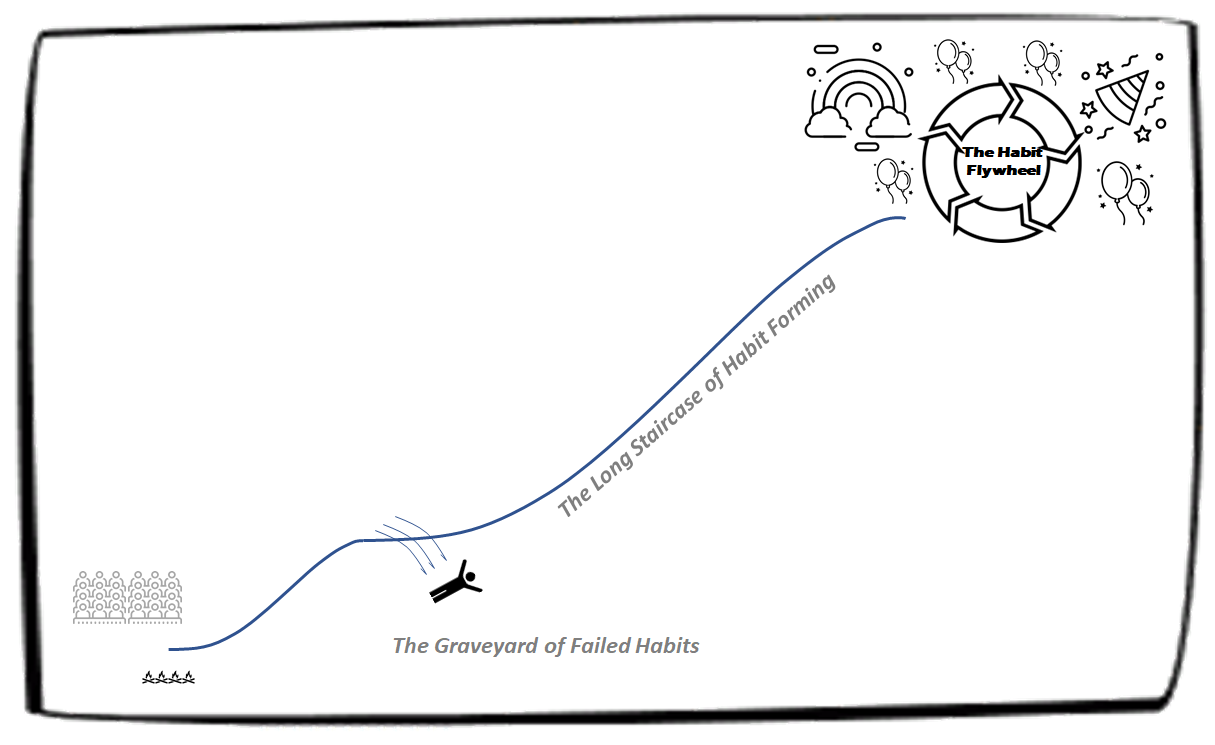 The Habit
Flywheel
The Long Staircase of Habit Forming
The Graveyard of Failed Habits